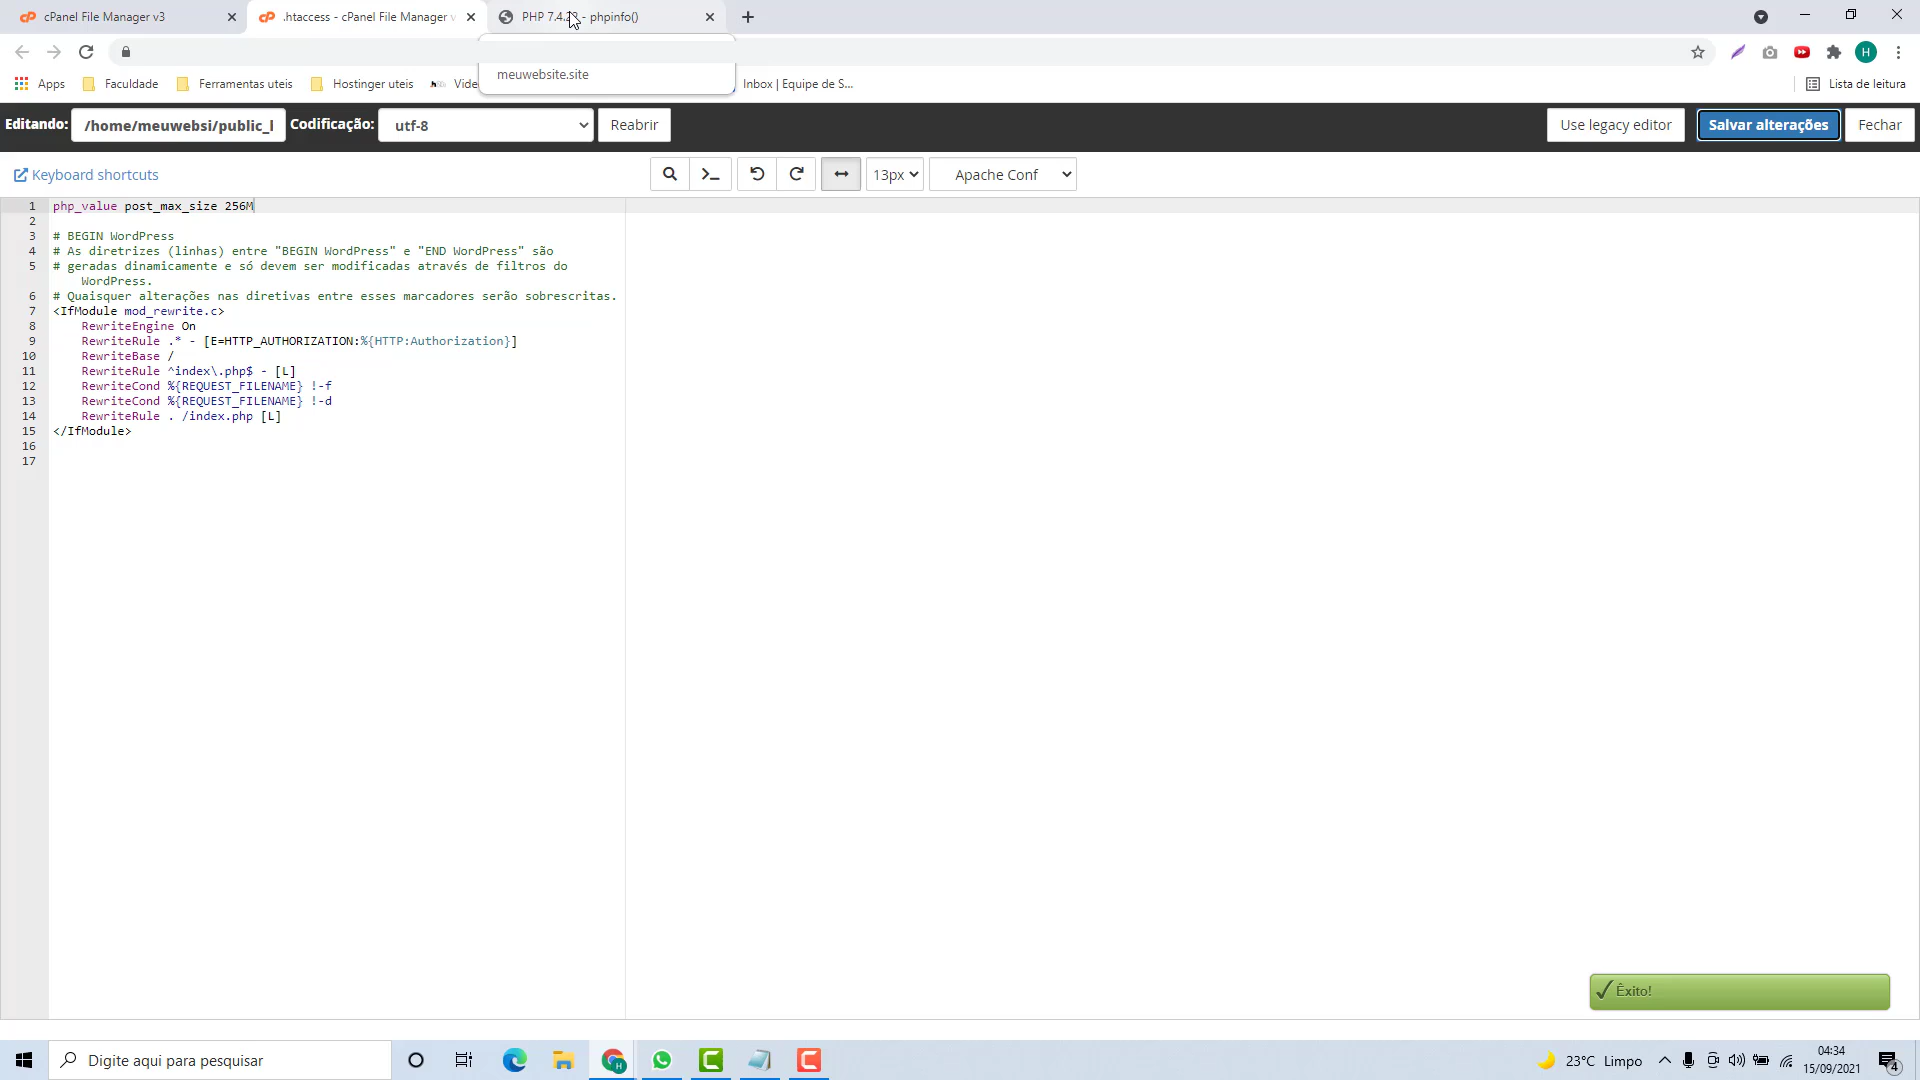 cPanel File Manager v3
.htaccess - cPanel File Manager v
PHP 7.4.2 - phpinfo()
Apps
Faculdade
Ferramentas uteis
Hostinger uteis
Vide
meuwebsite.site
Inbox | Equipe de S...
Lista de leitura
Editando:
/home/meuwebsi/public_l
Codificação:
utf-8
Reabrir
Use legacy editor
Salvar alterações
Fechar
Keyboard shortcuts
13px
Apache Conf
1 php_value post_max_size 256M
2
3 # BEGIN WordPress
4 # As diretrizes (linhas) entre "BEGIN WordPress" e "END WordPress" são
5 # geradas dinamicamente e só devem ser modificadas através de filtros do
WordPress.
6 # Quaisquer alterações nas diretivas entre esses marcadores serão sobrescritas.
7 <IfModule mod_rewrite.c>
8 RewriteEngine On
9 RewriteRule .* - [E=HTTP_AUTHORIZATION:%{HTTP:Authorization}]
10 RewriteBase /
11 RewriteRule ^index\.php$ - [L]
12 RewriteCond %{REQUEST_FILENAME} !-f
13 RewriteCond %{REQUEST_FILENAME} !-d
14 RewriteRule . /index.php [L]
15 </IfModule>
16
17
Êxito!
Digite aqui para pesquisar
23°C Limpo
04:34
15/09/2021
4
H